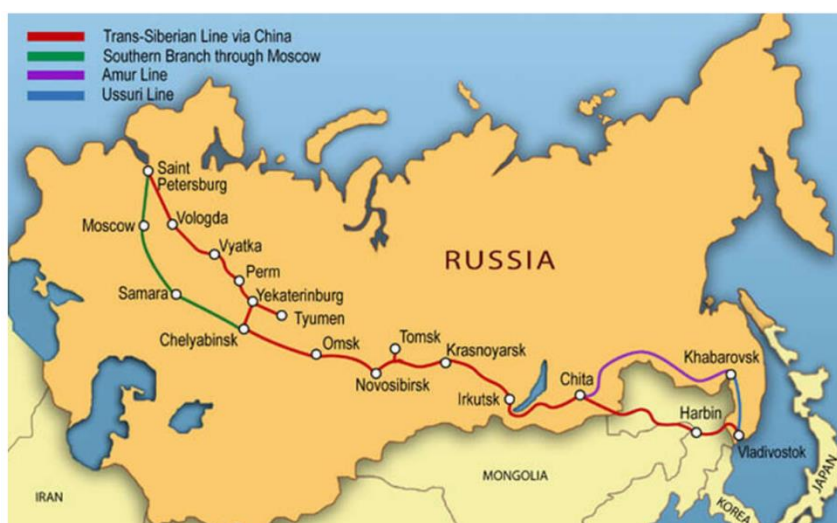 Trans-Siberian Line via China
Southern Branch through Moscow
Amur Line
Ussuri Line
Saint
Petersburg
Moscow
Vologda
Vyatka
Perm
Samara
Yekaterinburg
Tyumen
Chelyabinsk
Omsk
Tomsk
Novosibirsk
Krasnoyarsk
RUSSIA
Irkutsk
Chita
Khabarovsk
Harbin
Vladivostok
IRAN
MONGOLIA
KOREA
JAPAN